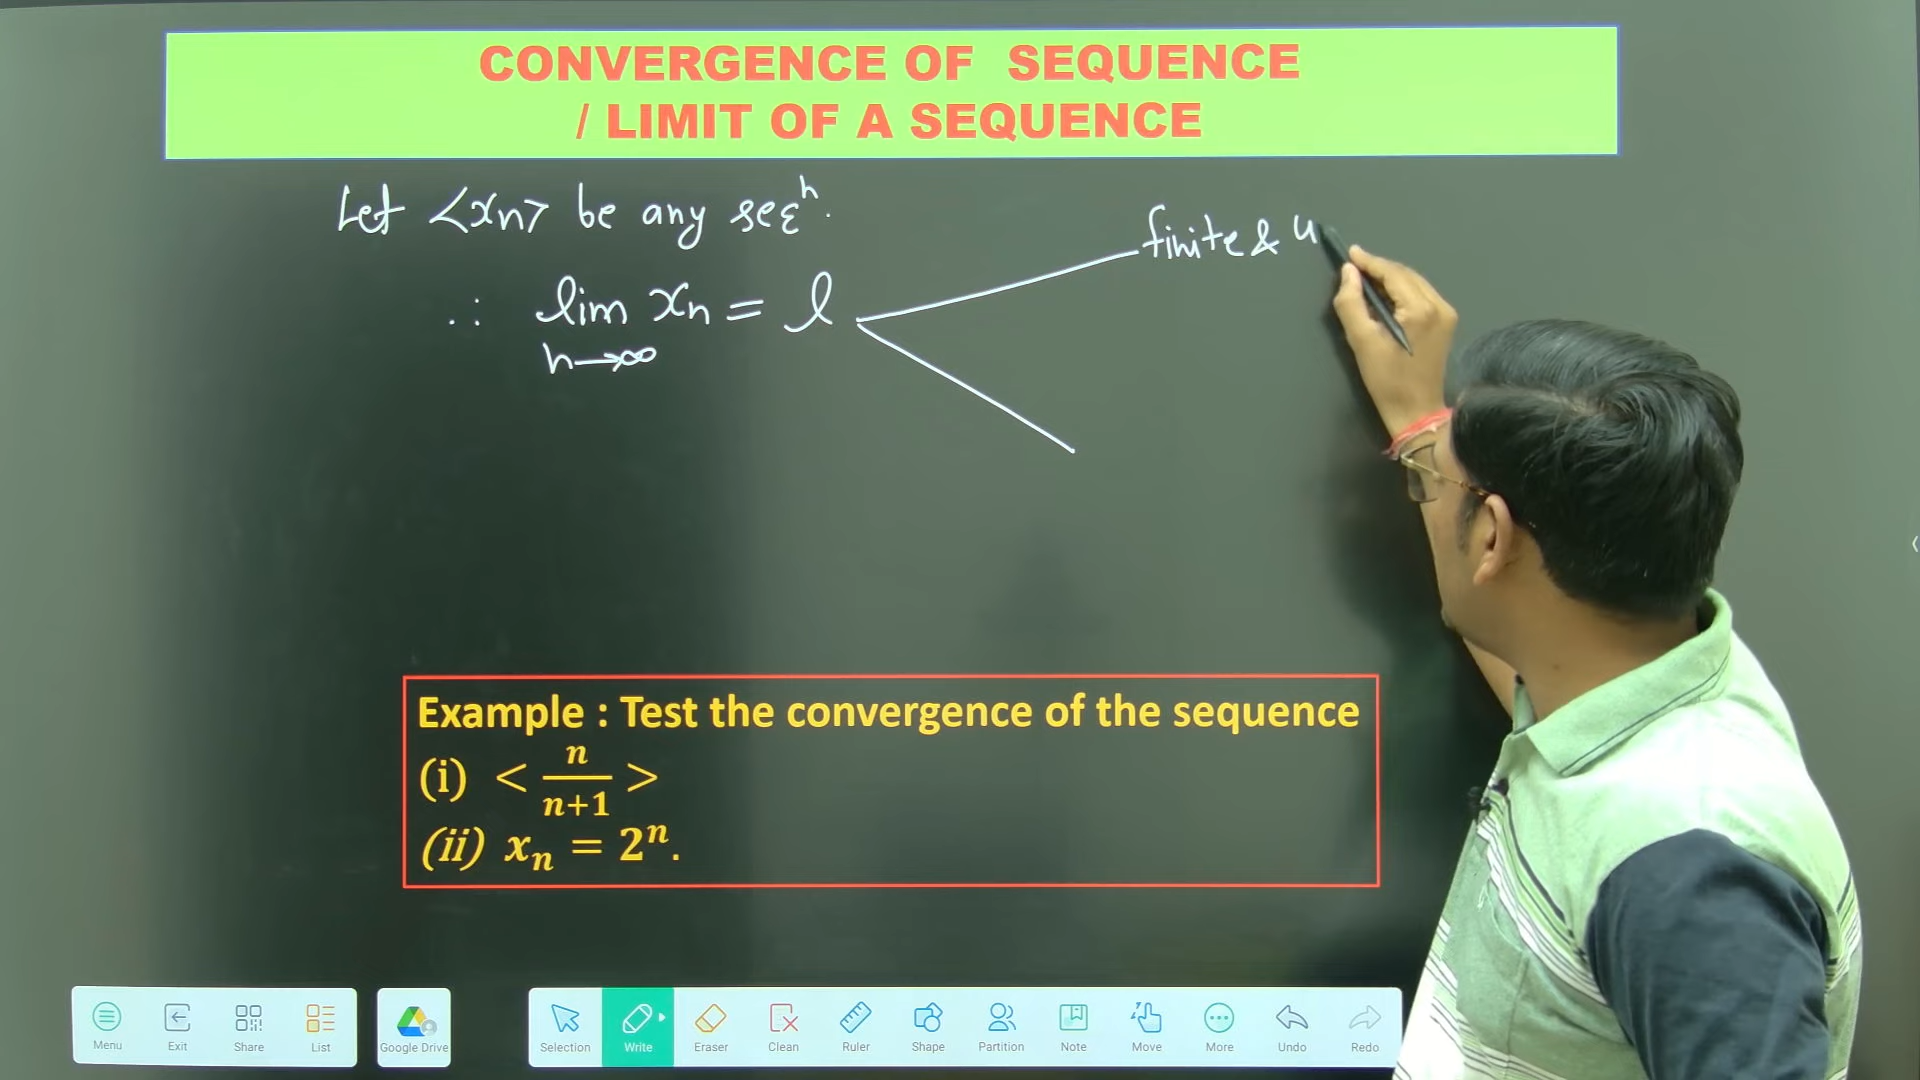 CONVERGENCE OF SEQUENCE
/ LIMIT OF A SEQUENCE
Let <xn> be any seqⁿ.
finite & u
∴ lim xn = l
n→∞
Example : Test the convergence of the sequence
(i) < n/n+1 >
(ii) xₙ = 2ⁿ.
Menu Exit Share List Google Drive Selection Write Eraser Clean Ruler Shape Partition Note Move More Undo Redo